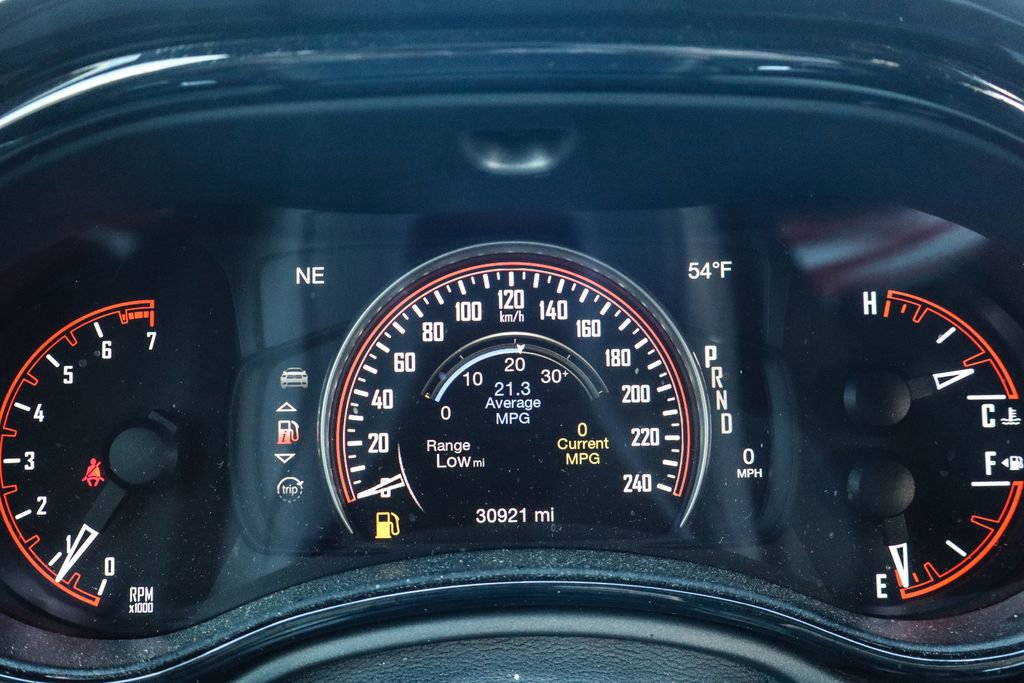 NE
54°F
7
6
5
4
3
2
0
RPM
x1000
0
20
40
60
80
100
120
km/h
140
160
180
200
220
240
0
10
20
30+
21.3
Average
MPG
Range
Low mi
0
Current
MPG
30921 mi
trip
P
R
N
D
0
MPH
H
C
F
E